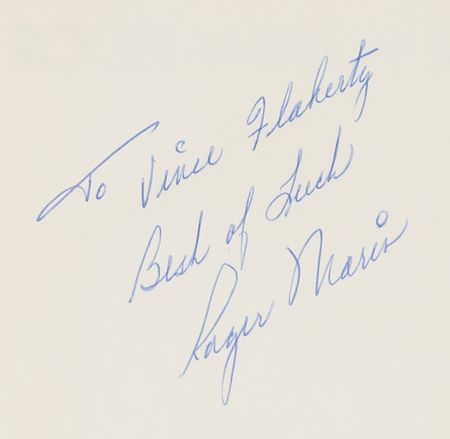 To Vince Flaherty
Best of Luck
Roger Maris